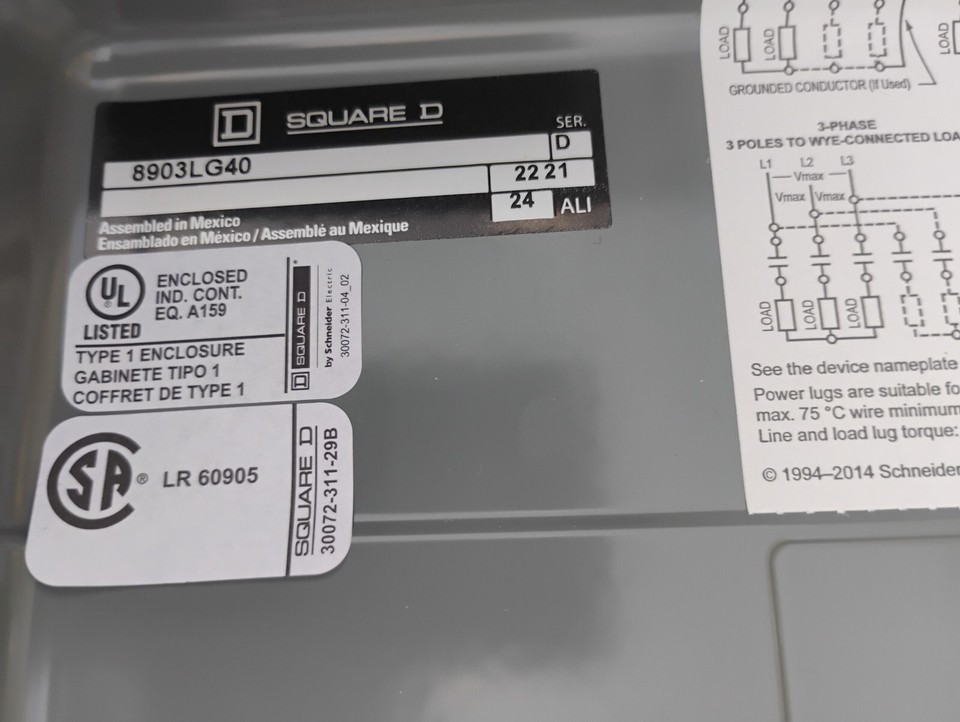 D SQUARE D
SER.
8903LG40
D
22 21
24 ALI
Assembled in Mexico
Ensamblado en México / Assemblé au Mexique
UL
®
LISTED
ENCLOSED
IND. CONT.
EQ. A159
TYPE 1 ENCLOSURE
GABINETE TIPO 1
COFFRET DE TYPE 1
D SQUARE D
by Schneider Electric
30072-311-04_02
SA ® LR 60905
SQUARE D
30072-311-29B
LOAD LOAD LOAD
GROUNDED CONDUCTOR (If Used)
3-PHASE
3 POLES TO WYE-CONNECTED LOA
L1 L2 L3
Vmax
Vmax Vmax
LOAD LOAD LOAD
See the device nameplate
Power lugs are suitable fo
max. 75 °C wire minimum
Line and load lug torque:
© 1994–2014 Schneider